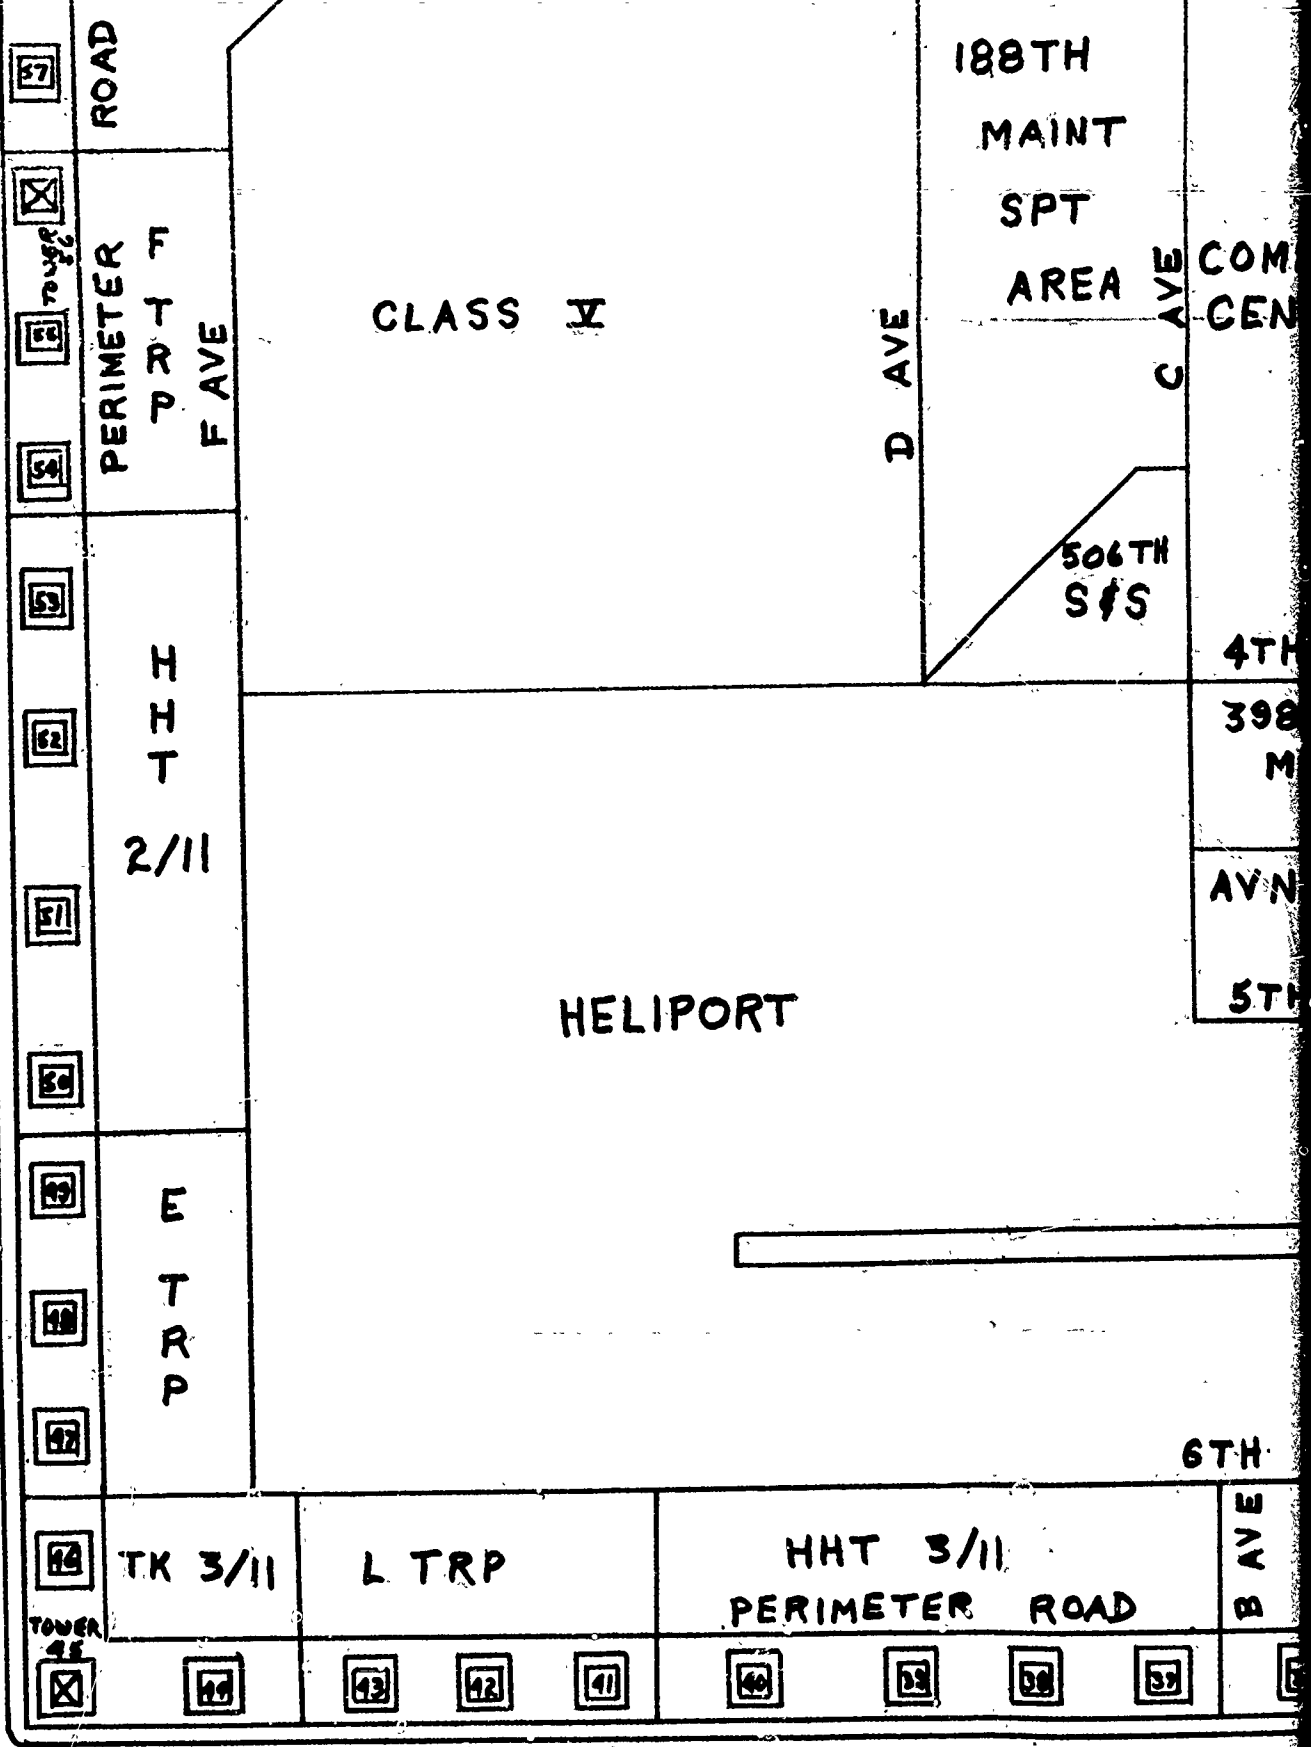 57
ROAD
188TH
MAINT
SPT
AREA
TOWER
56
PERIMETER
F
TRP
F AVE
CLASS V
D AVE
C AVE
COM
CEN
55
54
506TH
S&S
53
4TH
H
H
T
2/11
52
398
M
AVN
51
HELIPORT
5TH
50
E
T
R
P
49
48
47
6TH
46
TK 3/11
L TRP
HHT 3/11
PERIMETER ROAD
B AVE
TOWER
45
44
43
42
41
40
39
38
37